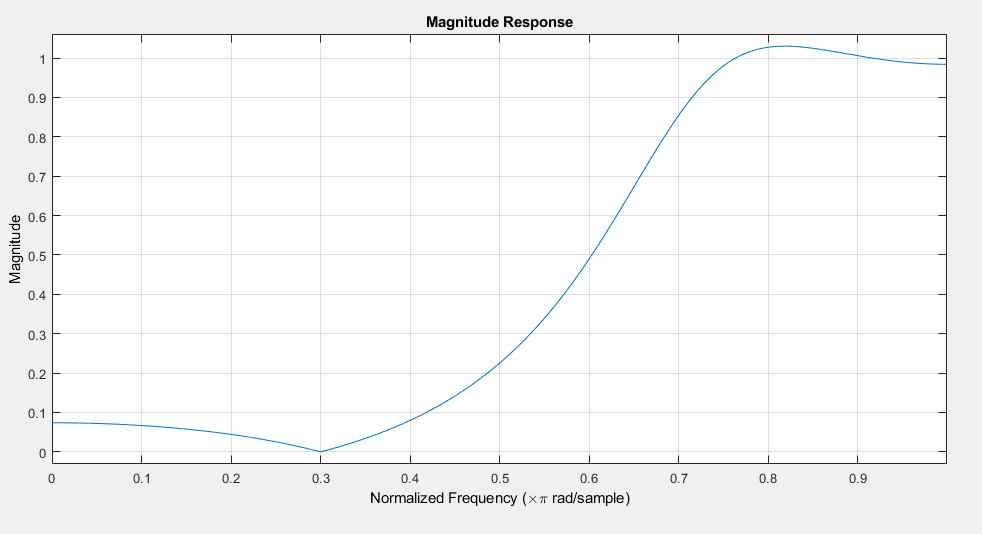 Magnitude Response
1
0.9
0.8
0.7
0.6
0.5
0.4
0.3
0.2
0.1
0
Magnitude
0 0.1 0.2 0.3 0.4 0.5 0.6 0.7 0.8 0.9
Normalized Frequency (×π rad/sample)